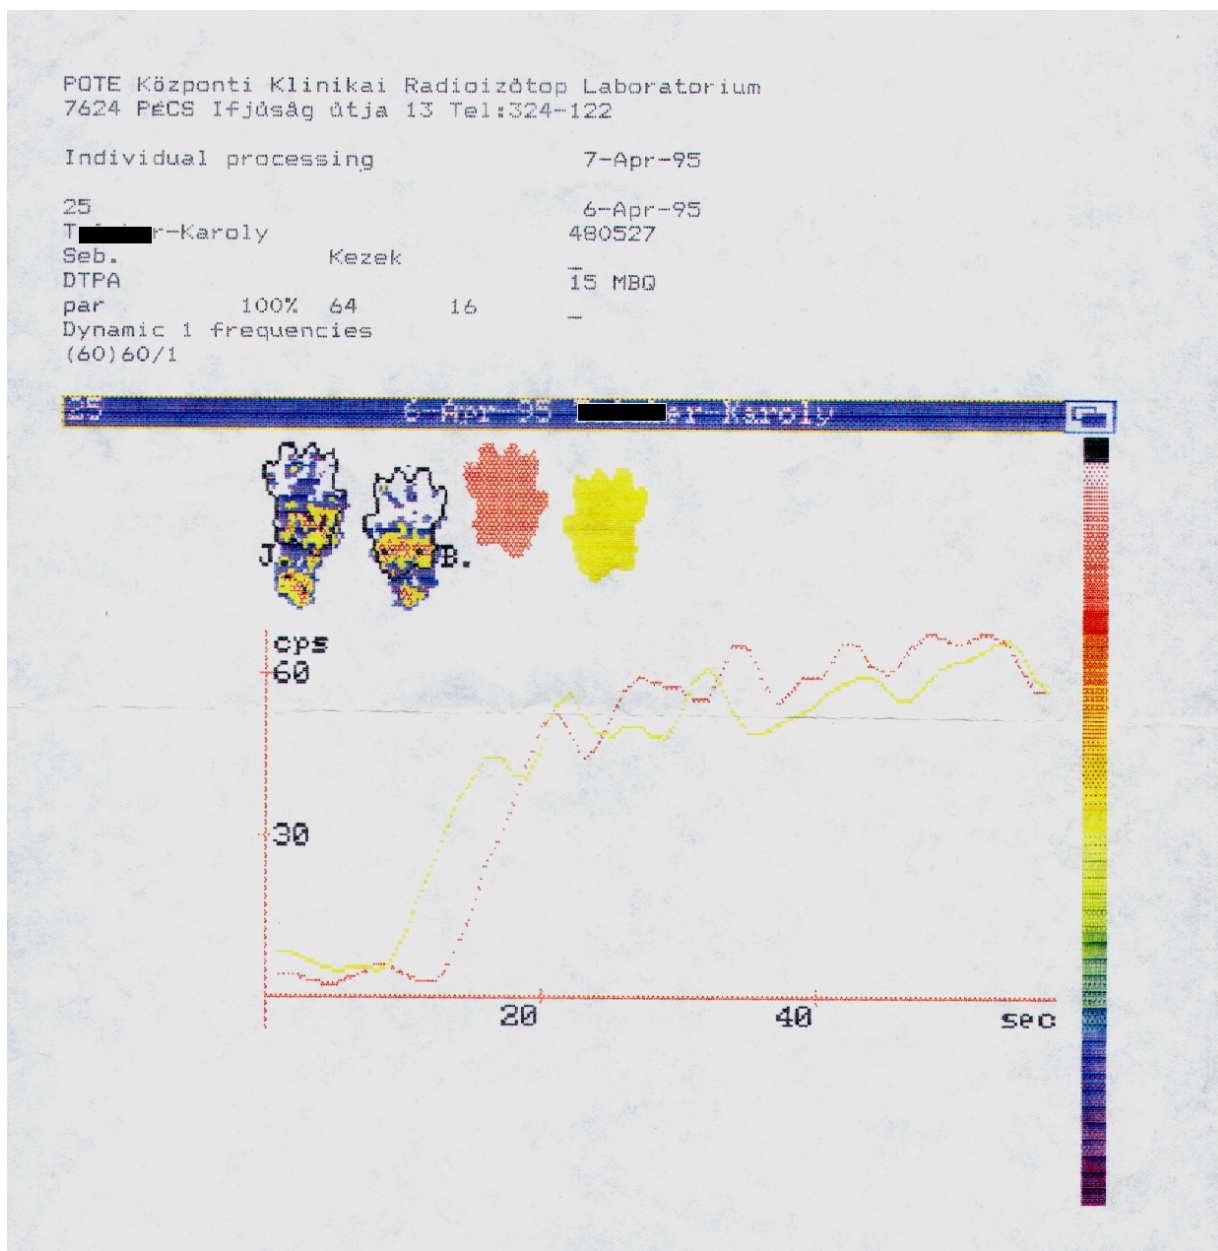 POTE Központi Klinikai Radioizótop Laboratorium
7624 PÉCS Ifjúság útja 13 Tel:324-122
Individual processing 7-Apr-95
25 6-Apr-95
r-Karoly 480527
Seb. Kezek _
DTPA 15 MBQ
par 100% 64 16 _
Dynamic 1 frequencies
(60)60/1
25 6-Apr-95 er-Karoly
J B.
cps
60
30
20 40 sec